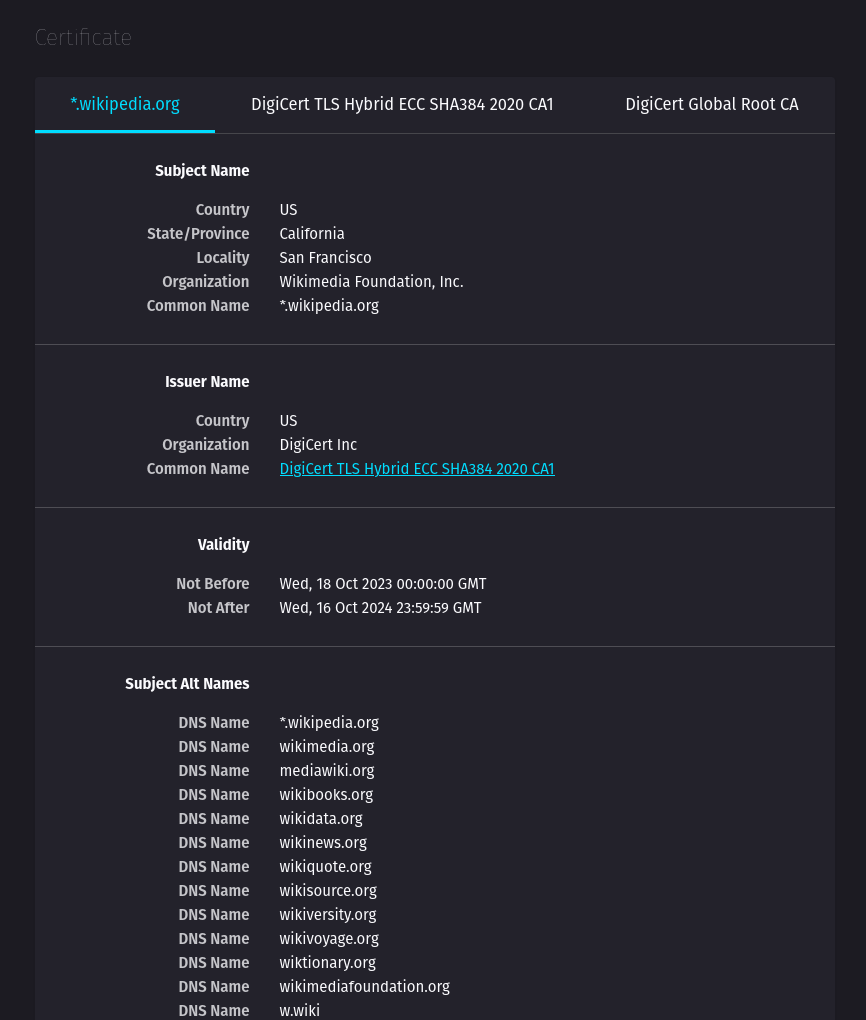 Certificate
*.wikipedia.org DigiCert TLS Hybrid ECC SHA384 2020 CA1 DigiCert Global Root CA
Subject Name
Country US
State/Province California
Locality San Francisco
Organization Wikimedia Foundation, Inc.
Common Name *.wikipedia.org
Issuer Name
Country US
Organization DigiCert Inc
Common Name DigiCert TLS Hybrid ECC SHA384 2020 CA1
Validity
Not Before Wed, 18 Oct 2023 00:00:00 GMT
Not After Wed, 16 Oct 2024 23:59:59 GMT
Subject Alt Names
DNS Name *.wikipedia.org
DNS Name wikimedia.org
DNS Name mediawiki.org
DNS Name wikibooks.org
DNS Name wikidata.org
DNS Name wikinews.org
DNS Name wikiquote.org
DNS Name wikisource.org
DNS Name wikiversity.org
DNS Name wikivoyage.org
DNS Name wiktionary.org
DNS Name wikimediafoundation.org
DNS Name w.wiki